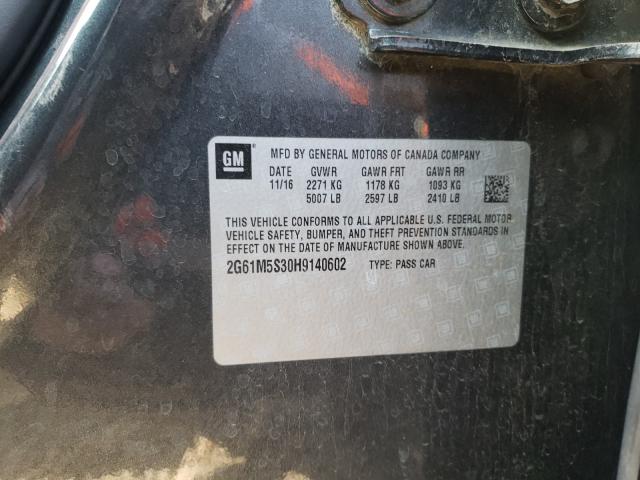 GM
MFD BY GENERAL MOTORS OF CANADA COMPANY
DATE GVWR GAWR FRT GAWR RR
11/16 2271 KG 1178 KG 1093 KG
5007 LB 2597 LB 2410 LB
THIS VEHICLE CONFORMS TO ALL APPLICABLE U.S. FEDERAL MOTOR
VEHICLE SAFETY, BUMPER, AND THEFT PREVENTION STANDARDS IN
EFFECT ON THE DATE OF MANUFACTURE SHOWN ABOVE.
2G61M5S30H9140602 TYPE: PASS CAR